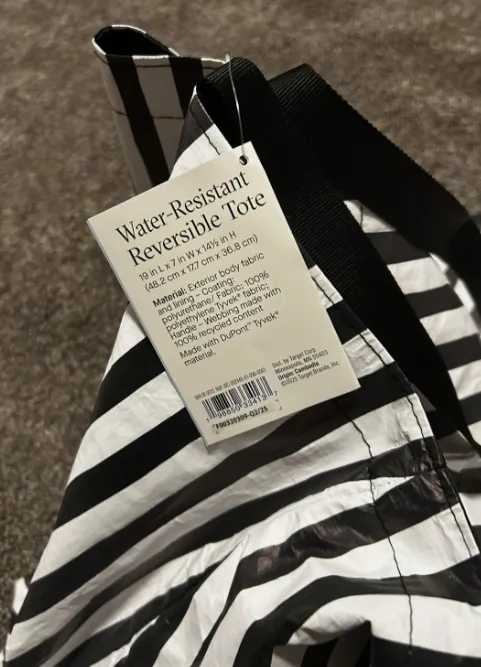 Water-Resistant
Reversible Tote
19 in L x 7 in W x 14½ in H
(48.2 cm x 17.7 cm x 36.8 cm)
Material: Exterior body fabric
and lining – Coating:
polyurethane/ Fabric: 100%
polyethylene Tyvek® fabric;
Handle – Webbing made with
100% recycled content
Made with DuPont™ Tyvek®
material.
Dist. by Target Corp.
Minneapolis, MN 55403
Origin: Cambodia
©2025 Target Brands, Inc.
F00320309-Q2/25